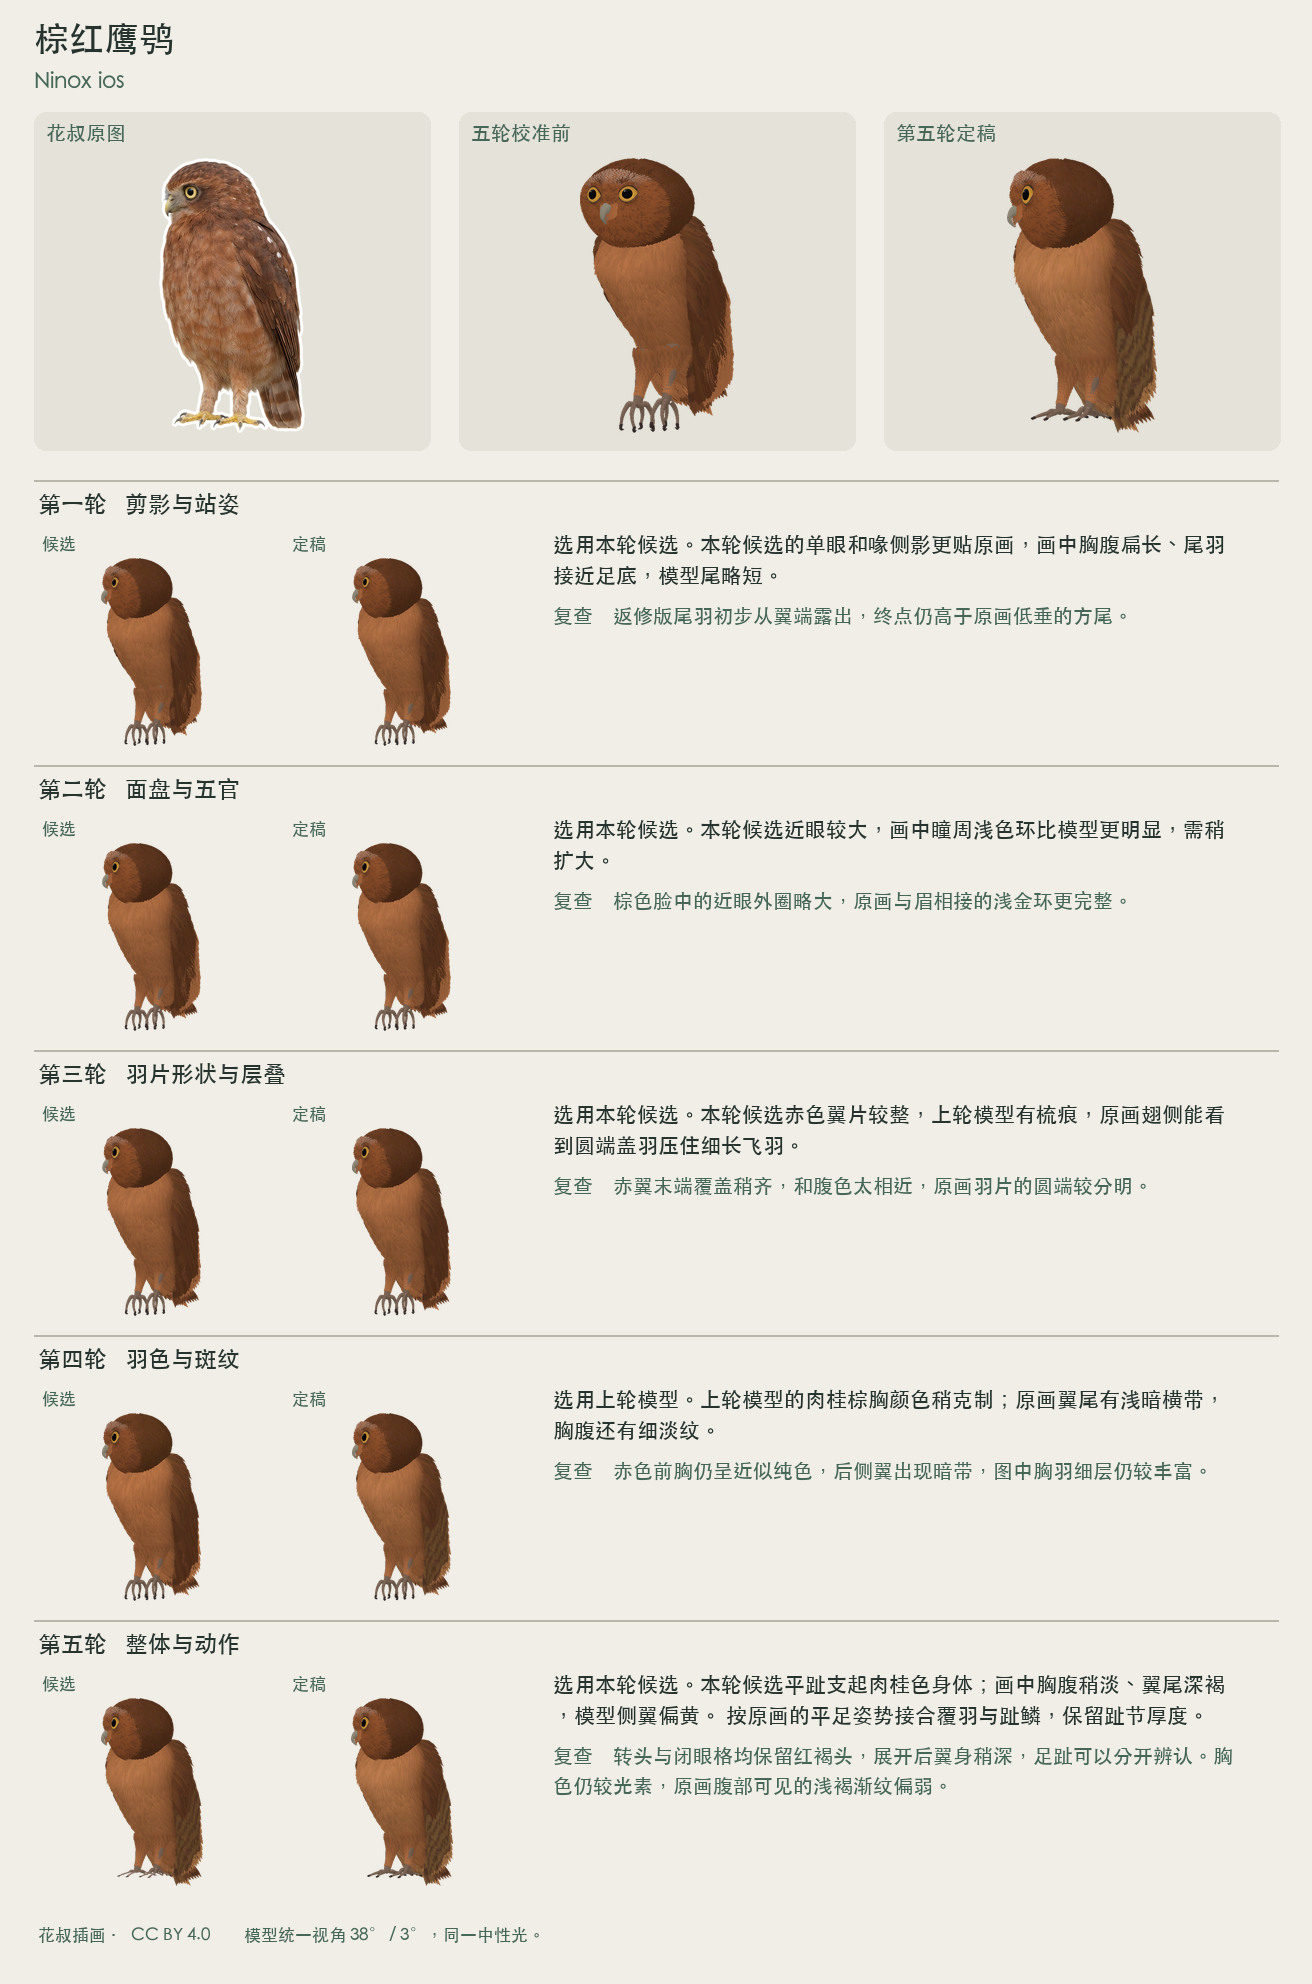 棕红鹰鸮
Ninox ios
花叔原图
五轮校准前
第五轮定稿
第一轮 剪影与站姿
候选
定稿
选用本轮候选。本轮候选的单眼和喙侧影更贴原画，画中胸腹扁长、尾羽
接近足底，模型尾略短。
复查 返修版尾羽初步从翼端露出，终点仍高于原画低垂的方尾。
第二轮 面盘与五官
候选
定稿
选用本轮候选。本轮候选近眼较大，画中瞳周浅色环比模型更明显，需稍
扩大。
复查 棕色脸中的近眼外圈略大，原画与眉相接的浅金环更完整。
第三轮 羽片形状与层叠
候选
定稿
选用本轮候选。本轮候选赤色翼片较整，上轮模型有梳痕，原画翅侧能看
到圆端盖羽压住细长飞羽。
复查 赤翼末端覆盖稍齐，和腹色太相近，原画羽片的圆端较分明。
第四轮 羽色与斑纹
候选
定稿
选用上轮模型。上轮模型的肉桂棕胸颜色稍克制；原画翼尾有浅暗横带，
胸腹还有细淡纹。
复查 赤色前胸仍呈近似纯色，后侧翼出现暗带，图中胸羽细层仍较丰富。
第五轮 整体与动作
候选
定稿
选用本轮候选。本轮候选平趾支起肉桂色身体；画中胸腹稍淡、翼尾深褐
，模型侧翼偏黄。 按原画的平足姿势接合覆羽与趾鳞，保留趾节厚度。
复查 转头与闭眼格均保留红褐头，展开后翼身稍深，足趾可以分开辨认。胸
色仍较光素，原画腹部可见的浅褐渐纹偏弱。
花叔插画 · CC BY 4.0 模型统一视角 38° / 3° ，同一中性光。